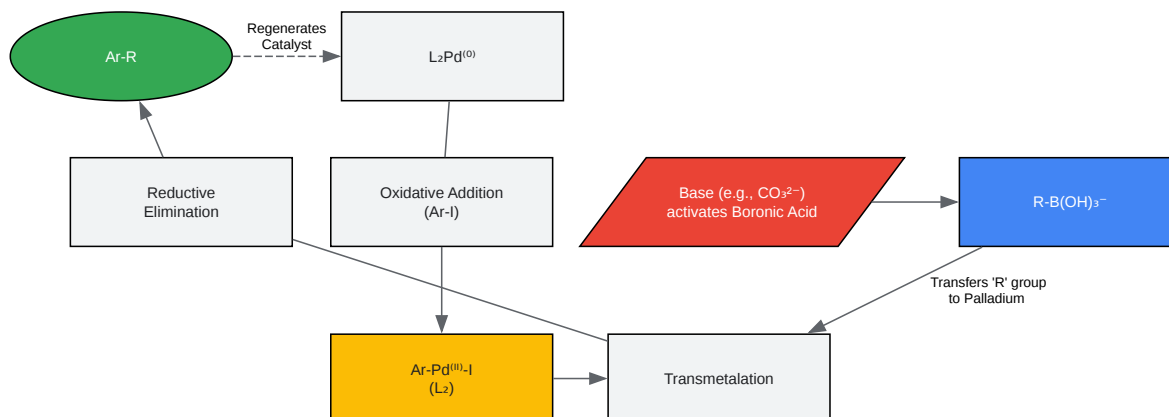 Ar-R
Regenerates
Catalyst
L₂Pd⁽⁰⁾
Reductive
Elimination
Oxidative Addition
(Ar-I)
Base (e.g., CO₃²⁻)
activates Boronic Acid
R-B(OH)₃⁻
Transfers 'R' group
to Palladium
Ar-Pd⁽ᴵᴵ⁾-I
(L₂)
Transmetalation